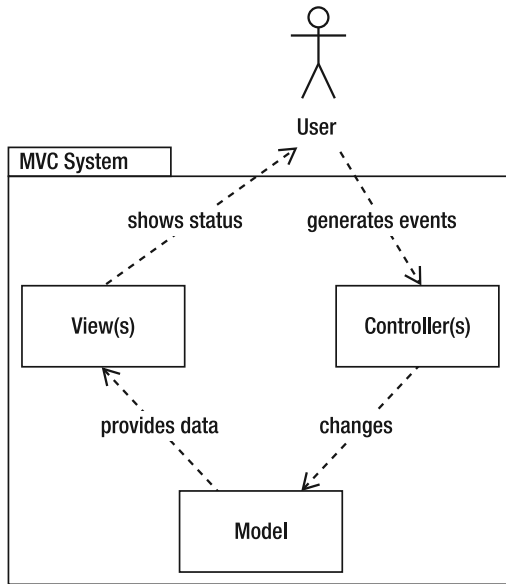 User
MVC System
shows status
generates events
View(s)
Controller(s)
provides data
changes
Model